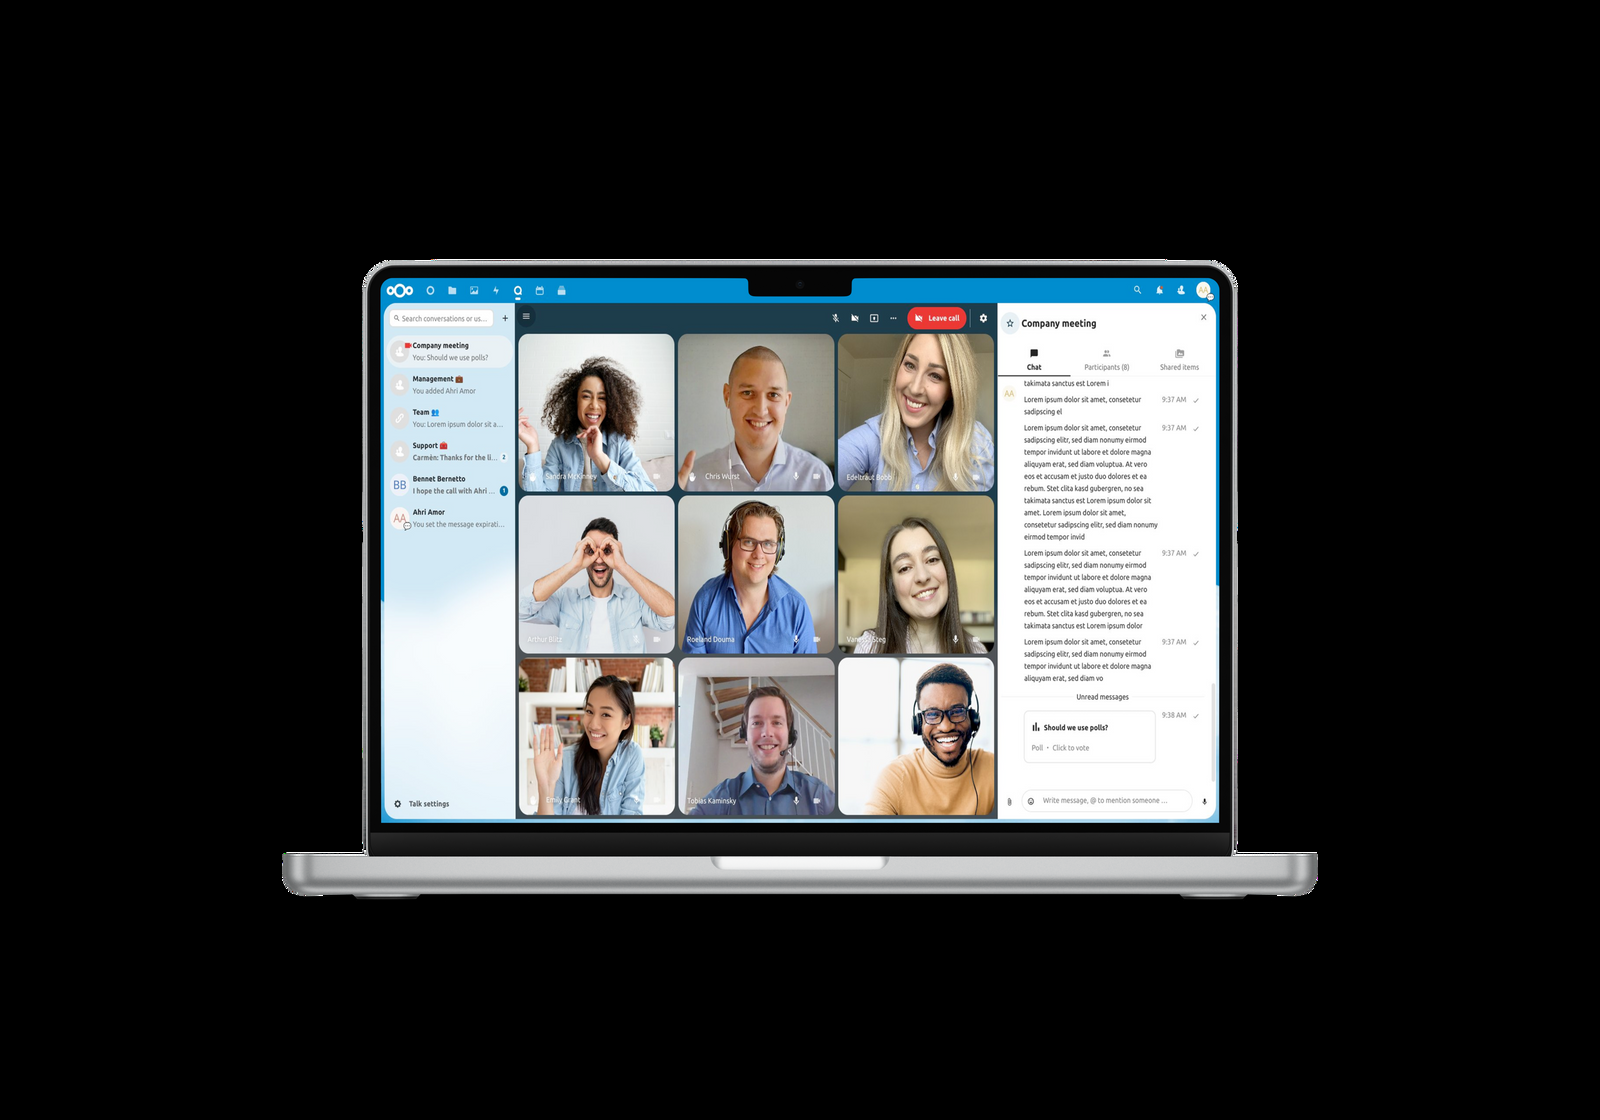 Search conversations or us...
Company meeting
You: Should we use polls?
Management
You added Ahri Amor
Team
You: Lorem ipsum dolor sit a...
Support
Carmén: Thanks for the li... 2
BB Bennet Bernetto
I hope the call with Ahri ... 1
AA Ahri Amor
You set the message expirati...
Talk settings
Leave call
AA
Sandra McKinney
Chris Wurst
Edeltraut Bobb
Arthur Blitz
Roeland Douma
Vanessa Steg
Emily Grant
Tobias Kaminsky
Company meeting
Chat
Participants (8)
Shared items
takimata sanctus est Lorem i
AA
Lorem ipsum dolor sit amet, consetetur 9:37 AM
sadipscing el
Lorem ipsum dolor sit amet, consetetur 9:37 AM
sadipscing elitr, sed diam nonumy eirmod
tempor invidunt ut labore et dolore magna
aliquyam erat, sed diam voluptua. At vero
eos et accusam et justo duo dolores et ea
rebum. Stet clita kasd gubergren, no sea
takimata sanctus est Lorem ipsum dolor sit
amet. Lorem ipsum dolor sit amet,
consetetur sadipscing elitr, sed diam nonumy
eirmod tempor invid
Lorem ipsum dolor sit amet, consetetur 9:37 AM
sadipscing elitr, sed diam nonumy eirmod
tempor invidunt ut labore et dolore magna
aliquyam erat, sed diam voluptua. At vero
eos et accusam et justo duo dolores et ea
rebum. Stet clita kasd gubergren, no sea
takimata sanctus est Lorem ipsum dolor
Lorem ipsum dolor sit amet, consetetur 9:37 AM
sadipscing elitr, sed diam nonumy eirmod
tempor invidunt ut labore et dolore magna
aliquyam erat, sed diam vo
Unread messages
9:38 AM
Should we use polls?
Poll • Click to vote
Write message, @ to mention someone ...